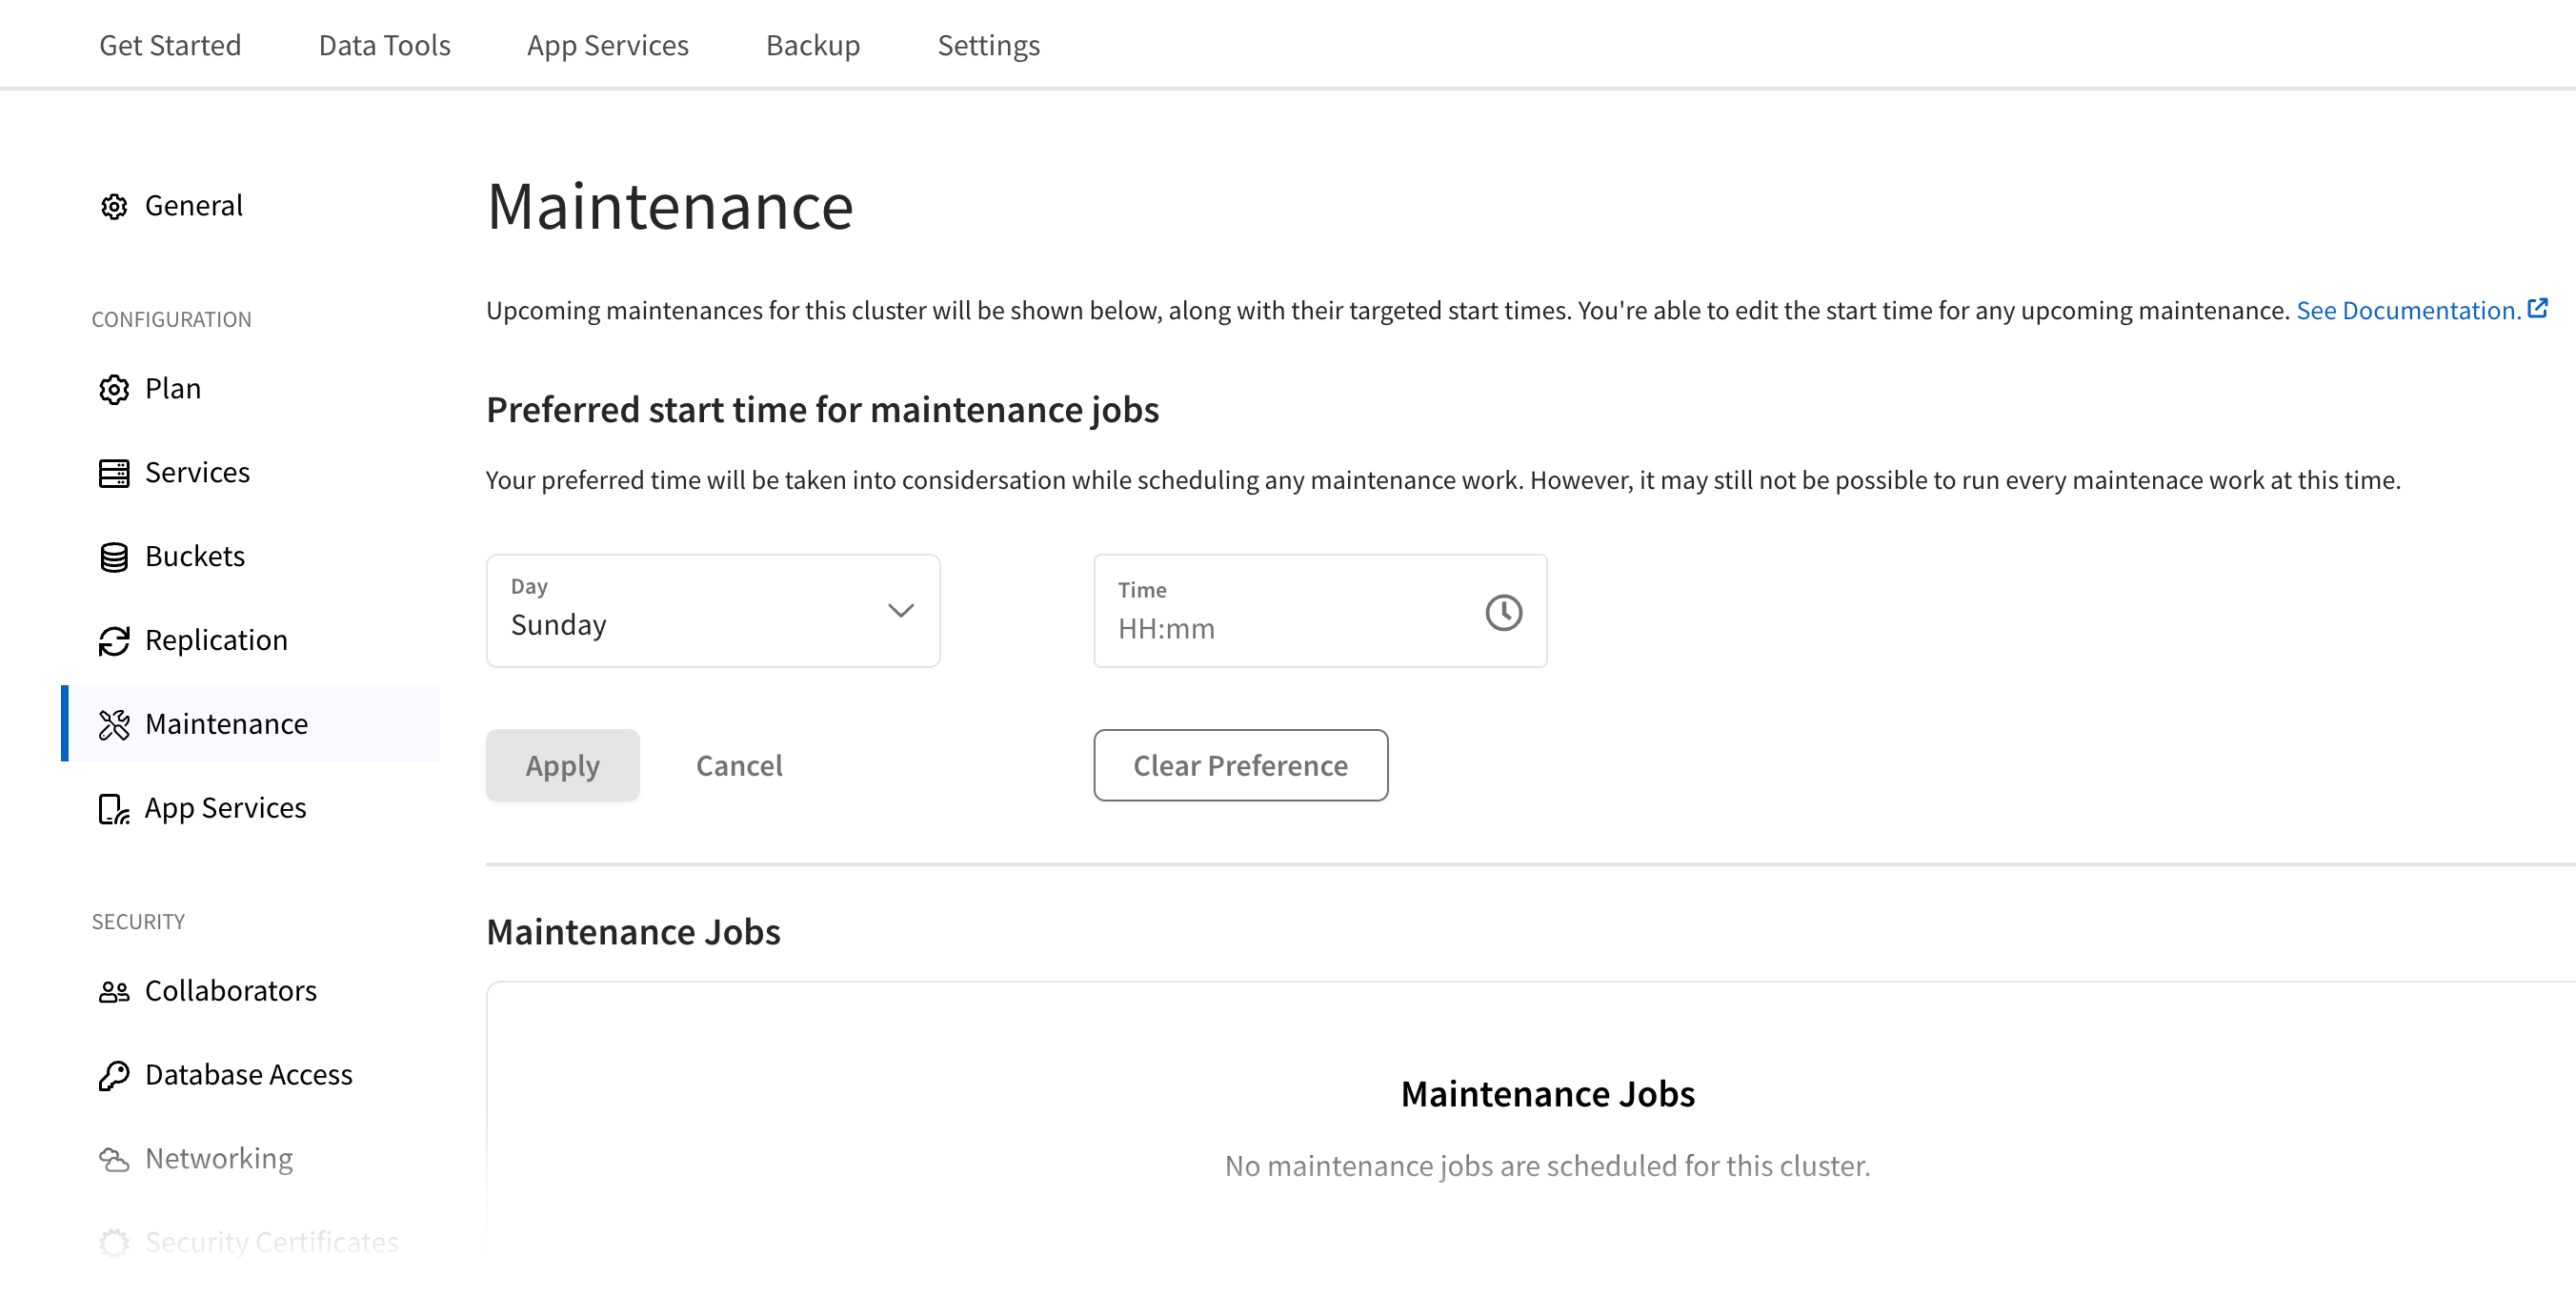 Get Started Data Tools App Services Backup Settings
General
CONFIGURATION
Plan
Services
Buckets
Replication
Maintenance
App Services
SECURITY
Collaborators
Database Access
Networking
Security Certificates
Maintenance
Upcoming maintenances for this cluster will be shown below, along with their targeted start times. You're able to edit the start time for any upcoming maintenance. See Documentation.
Preferred start time for maintenance jobs
Your preferred time will be taken into considersation while scheduling any maintenance work. However, it may still not be possible to run every maintenace work at this time.
Day
Sunday
Time
HH:mm
Apply Cancel Clear Preference
Maintenance Jobs
Maintenance Jobs
No maintenance jobs are scheduled for this cluster.